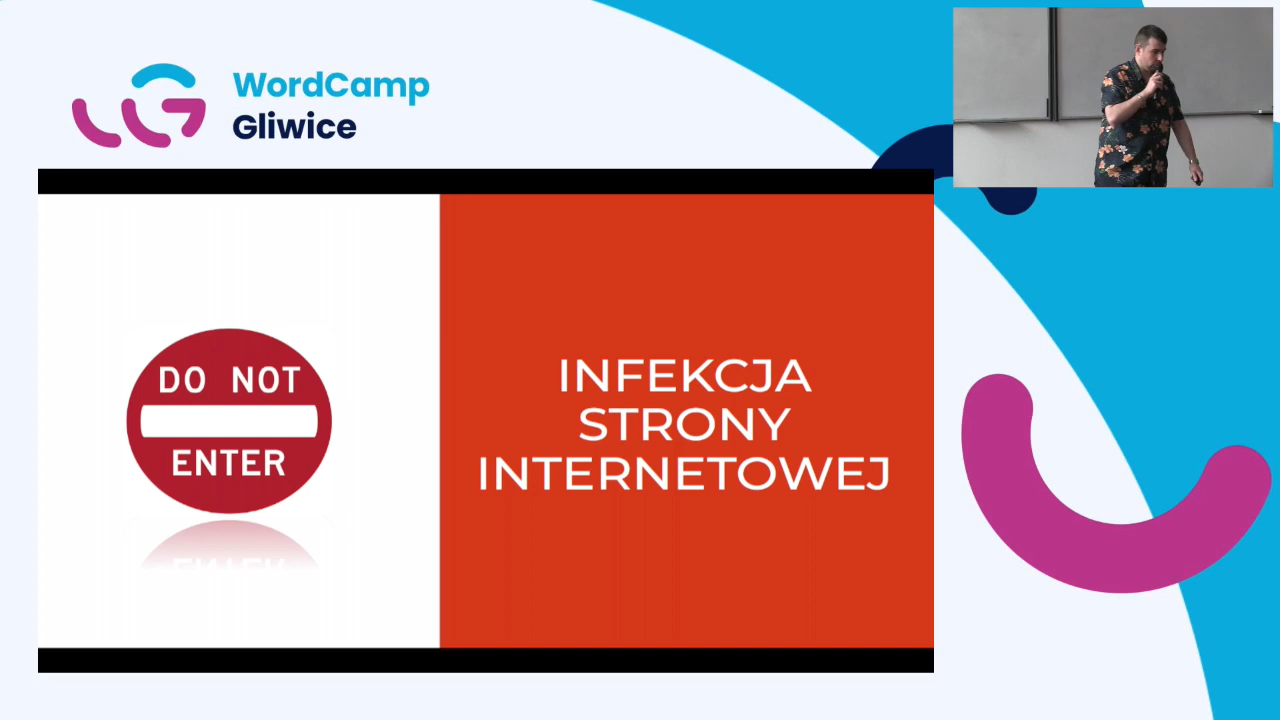 WordCamp
Gliwice
DO NOT
ENTER
INFEKCJA
STRONY
INTERNETOWEJ